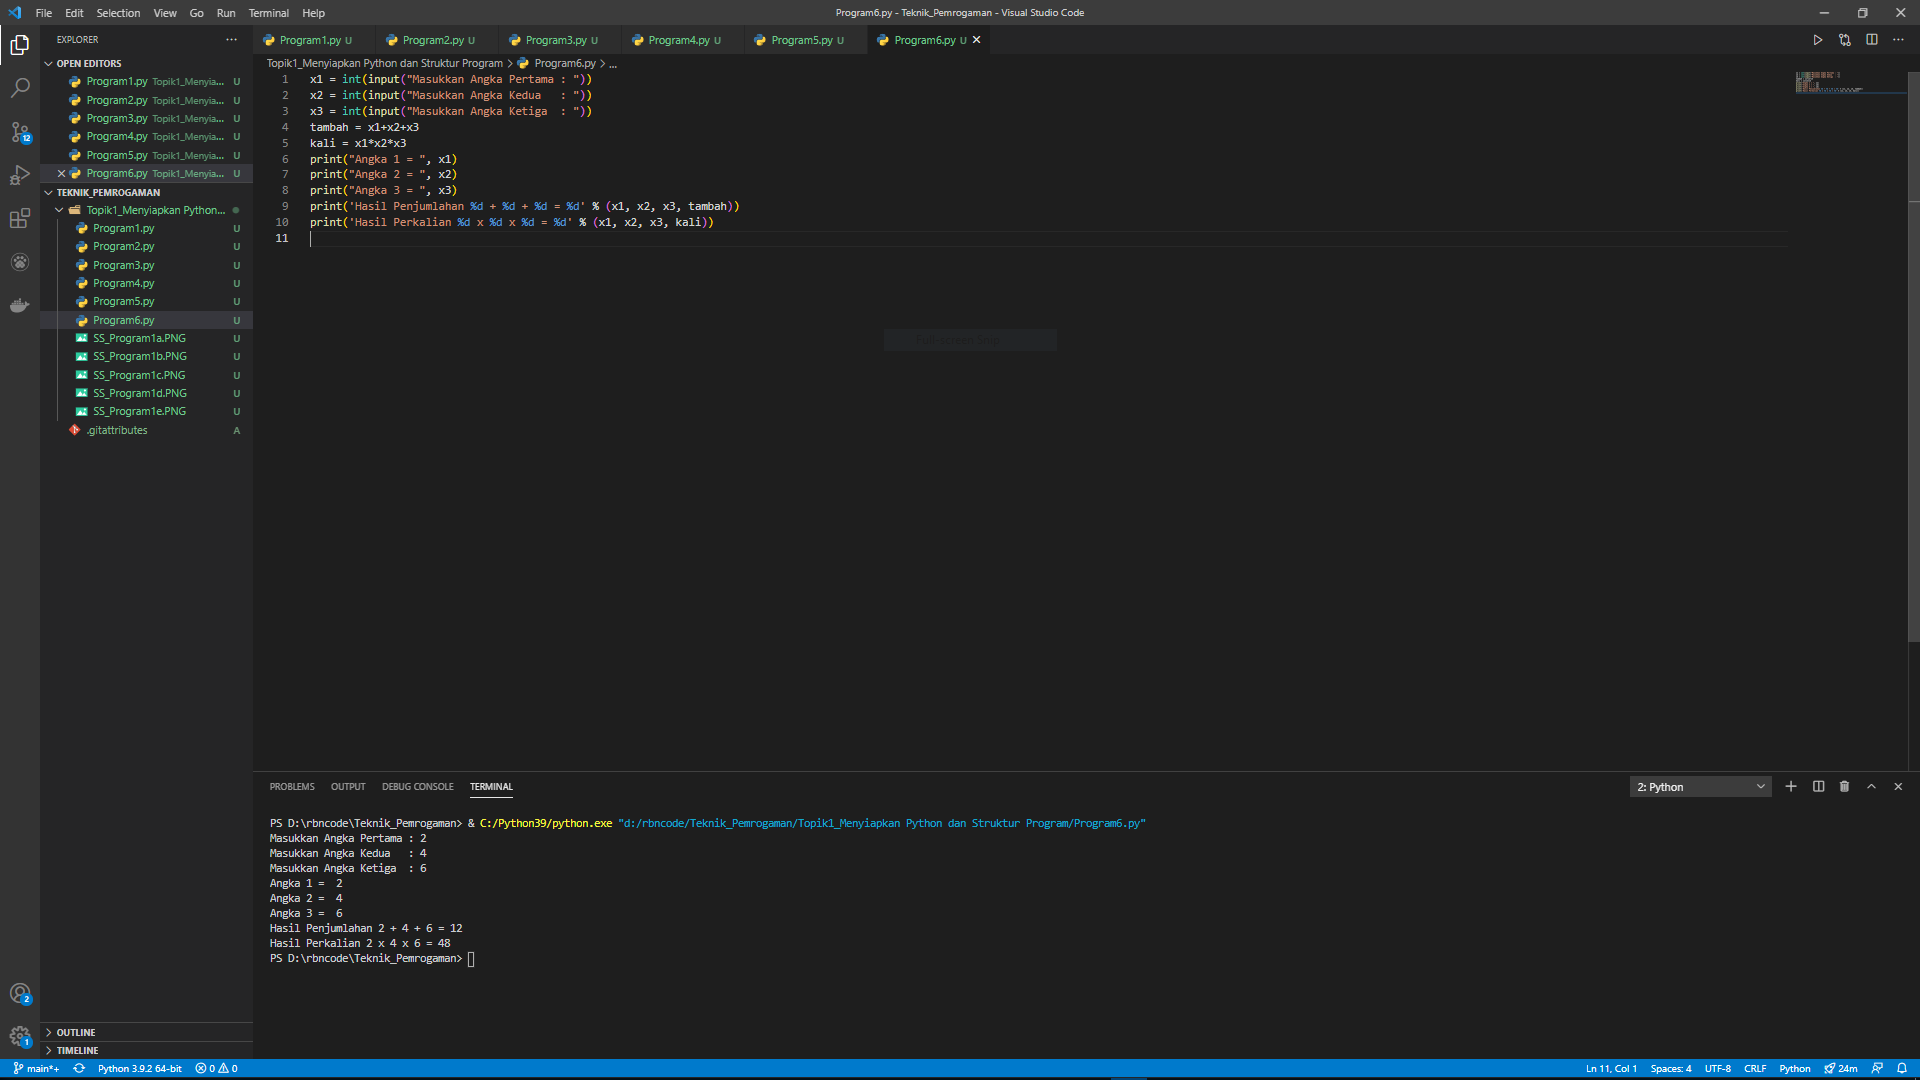 File Edit Selection View Go Run Terminal Help
Program6.py - Teknik_Pemrogaman - Visual Studio Code
EXPLORER
OPEN EDITORS
Program1.py Topik1_Menyia... U
Program2.py Topik1_Menyia... U
Program3.py Topik1_Menyia... U
Program4.py Topik1_Menyia... U
Program5.py Topik1_Menyia... U
Program6.py Topik1_Menyia... U
TEKNIK_PEMROGAMAN
Topik1_Menyiapkan Python...
Program1.py U
Program2.py U
Program3.py U
Program4.py U
Program5.py U
Program6.py U
SS_Program1a.PNG U
SS_Program1b.PNG U
SS_Program1c.PNG U
SS_Program1d.PNG U
SS_Program1e.PNG U
.gitattributes A
OUTLINE
TIMELINE
12
2
1
Program1.py U Program2.py U Program3.py U Program4.py U Program5.py U Program6.py U
Topik1_Menyiapkan Python dan Struktur Program > Program6.py > ...
1 x1 = int(input("Masukkan Angka Pertama : "))
2 x2 = int(input("Masukkan Angka Kedua   : "))
3 x3 = int(input("Masukkan Angka Ketiga  : "))
4 tambah = x1+x2+x3
5 kali = x1*x2*x3
6 print("Angka 1 = ", x1)
7 print("Angka 2 = ", x2)
8 print("Angka 3 = ", x3)
9 print('Hasil Penjumlahan %d + %d + %d = %d' % (x1, x2, x3, tambah))
10 print('Hasil Perkalian %d x %d x %d = %d' % (x1, x2, x3, kali))
11
PROBLEMS OUTPUT DEBUG CONSOLE TERMINAL
2: Python
PS D:\rbncode\Teknik_Pemrogaman> & C:/Python39/python.exe "d:/rbncode/Teknik_Pemrogaman/Topik1_Menyiapkan Python dan Struktur Program/Program6.py"
Masukkan Angka Pertama : 2
Masukkan Angka Kedua   : 4
Masukkan Angka Ketiga  : 6
Angka 1 =  2
Angka 2 =  4
Angka 3 =  6
Hasil Penjumlahan 2 + 4 + 6 = 12
Hasil Perkalian 2 x 4 x 6 = 48
PS D:\rbncode\Teknik_Pemrogaman>
main*+ Python 3.9.2 64-bit 0 0
Ln 11, Col 1 Spaces: 4 UTF-8 CRLF Python 24m